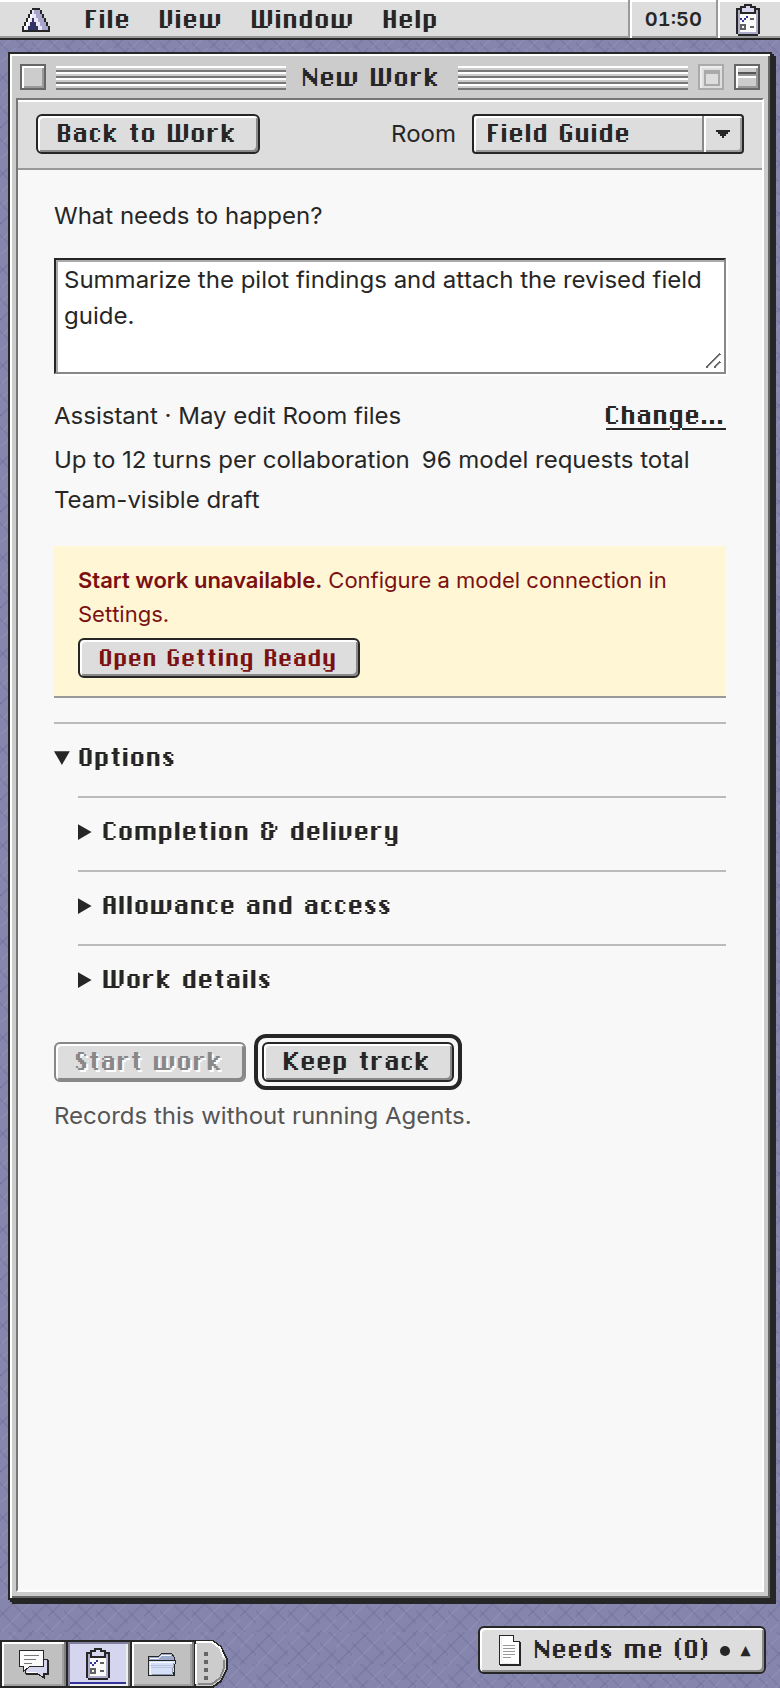 File View Window Help 01:50
New Work
Back to Work Room Field Guide
What needs to happen?
Summarize the pilot findings and attach the revised field
guide.
Assistant · May edit Room files Change...
Up to 12 turns per collaboration 96 model requests total
Team-visible draft
Start work unavailable. Configure a model connection in
Settings.
Open Getting Ready
Options
Completion & delivery
Allowance and access
Work details
Start work Keep track
Records this without running Agents.
Needs me (0)